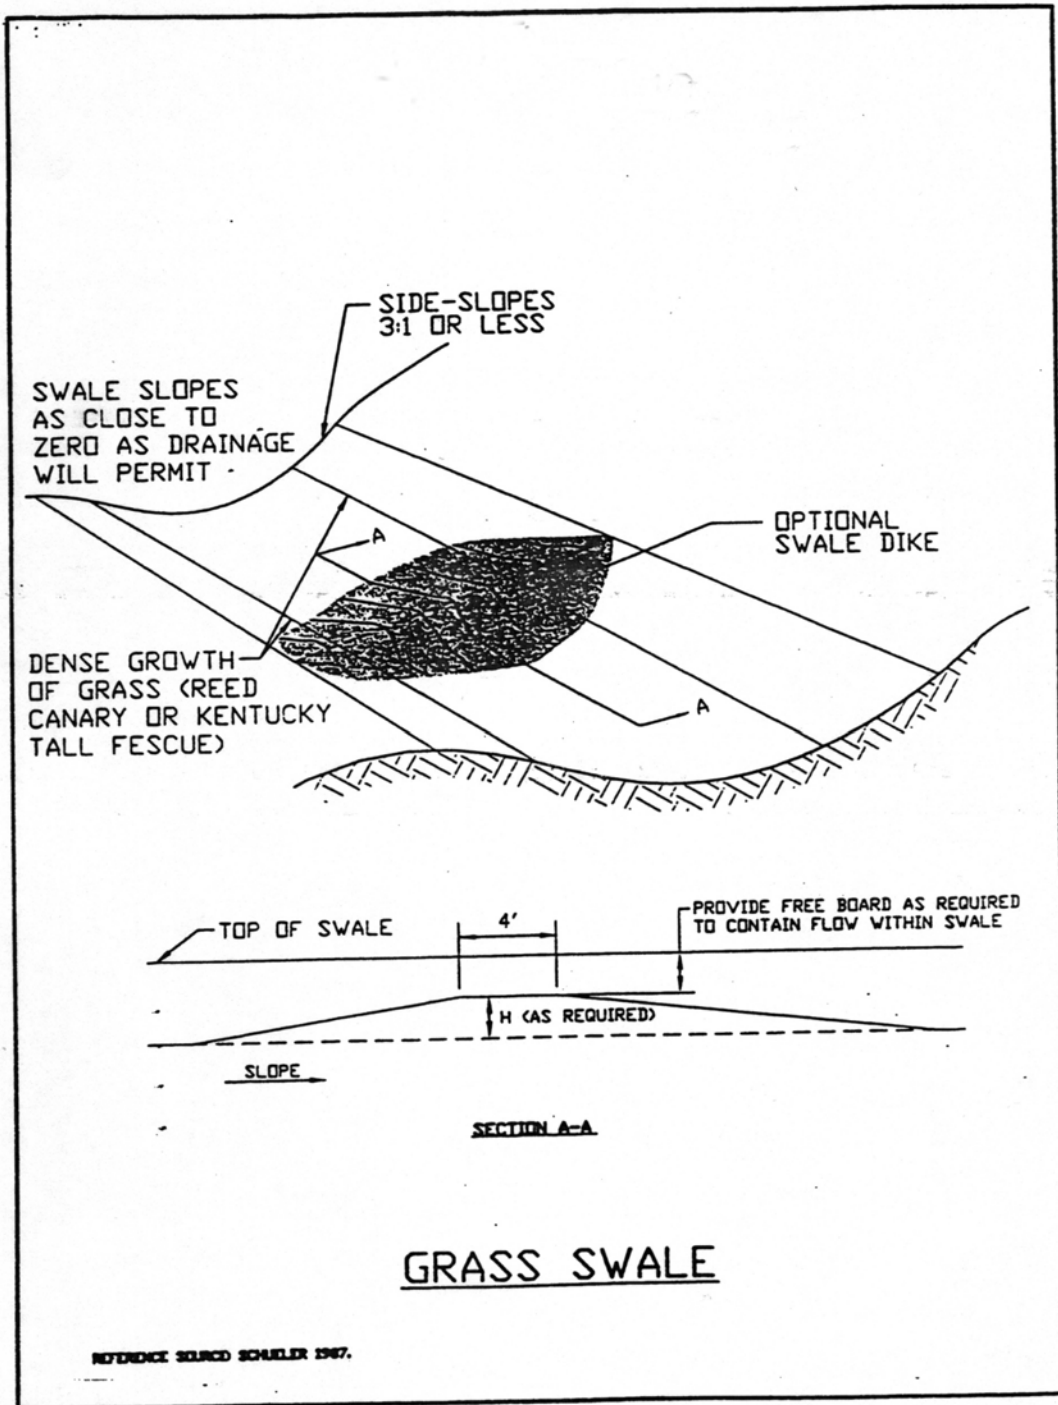 SIDE-SLOPES
3:1 OR LESS
SWALE SLOPES
AS CLOSE TO
ZERO AS DRAINAGE
WILL PERMIT
A
OPTIONAL
SWALE DIKE
DENSE GROWTH
OF GRASS (REED
CANARY OR KENTUCKY
TALL FESCUE)
A
TOP OF SWALE
4'
PROVIDE FREE BOARD AS REQUIRED
TO CONTAIN FLOW WITHIN SWALE
H (AS REQUIRED)
SLOPE
SECTION A-A
GRASS SWALE
REFERENCE SOURCE: SCHUELER 1987.